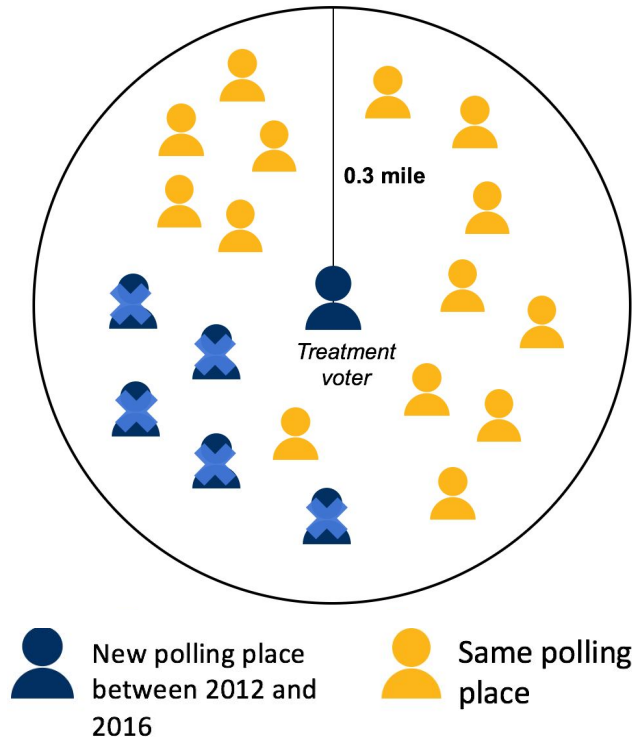 0.3 mile
Treatment
voter
New polling place
between 2012 and
2016
Same polling
place